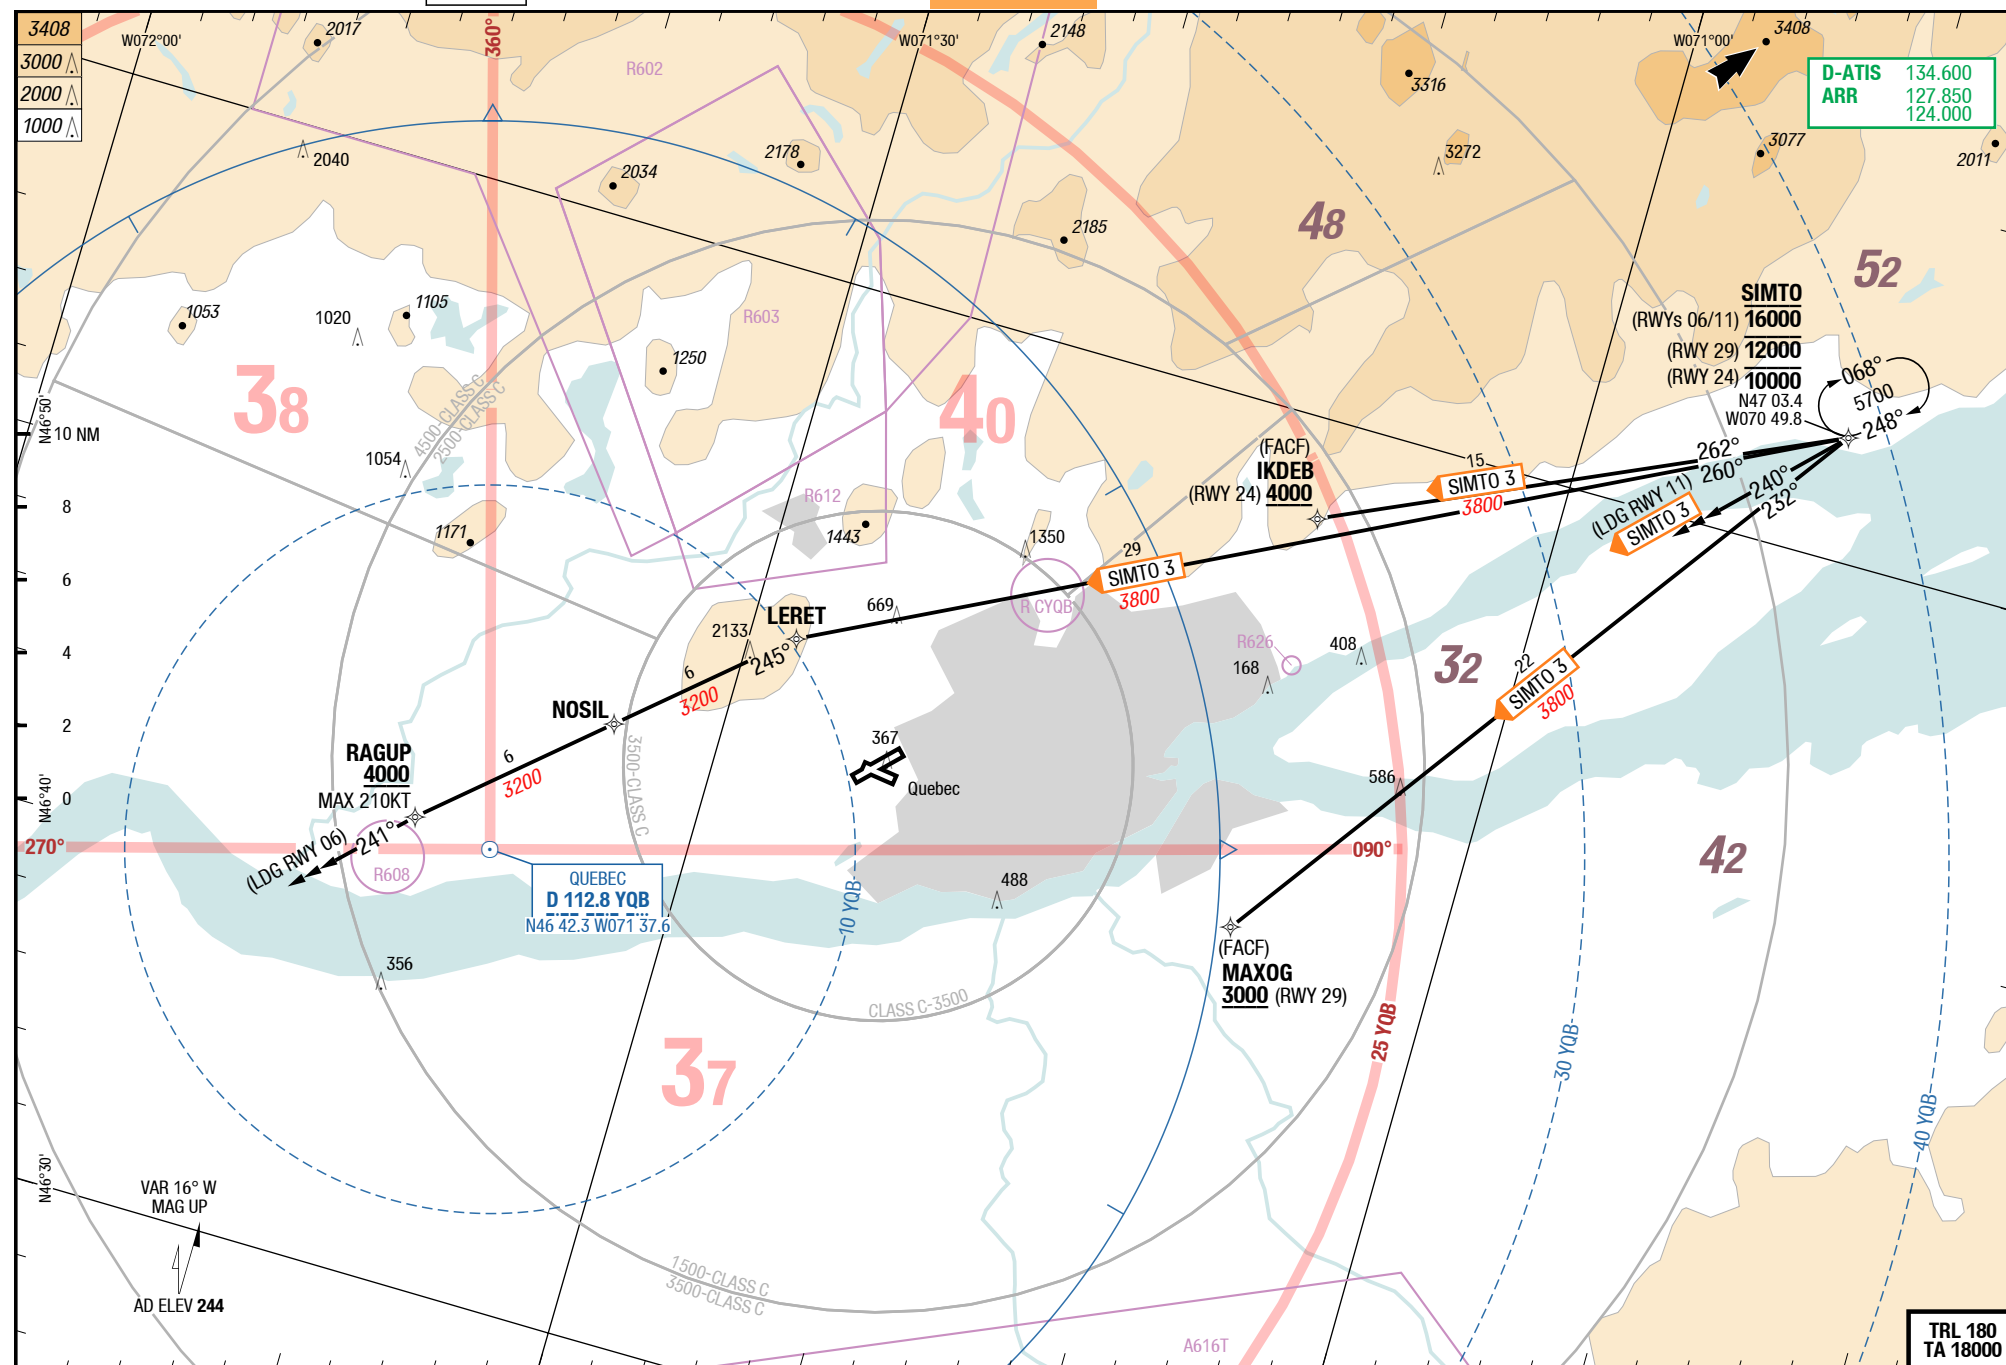 3408
3000
2000
1000
W072°00'
2017
360°
R602
W071°30'
2148
W071°00'
3408
3316
D-ATIS 134.600
ARR 127.850
124.000
2040
2178
2034
3272
3077
2011
2185
48
52
1053
1020
1105
R603
1250
SIMTO
(RWYs 06/11) 16000
(RWY 29) 12000
(RWY 24) 10000
N47 03.4
W070 49.8
068°
5700
248°
38
40
4500-CLASS C
2500-CLASS C
N46°50'
10 NM
8
6
4
2
0
1054
1171
R612
1443
1350
(FACF)
IKDEB
(RWY 24) 4000
15
SIMTO 3
3800
262°
260°
240°
232°
(LDG RWY 11)
SIMTO 3
29
SIMTO 3
3800
R CYQB
669
LERET
2133
245°
6
3200
NOSIL
R626
168
408
32
22
SIMTO 3
3800
RAGUP
4000
MAX 210KT
6
3200
3500-CLASS C
367
Quebec
586
N46°40'
270°
(LDG RWY 06)
241°
R608
090°
42
QUEBEC
D 112.8 YQB
N46 42.3 W071 37.6
10 YQB
488
356
(FACF)
MAXOG
3000 (RWY 29)
CLASS C-3500
25 YQB
30 YQB
40 YQB
37
N46°30'
VAR 16° W
MAG UP
AD ELEV 244
1500-CLASS C
3500-CLASS C
A616T
TRL 180
TA 18000